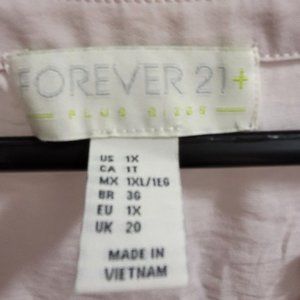 FOREVER 21+
PLUS SIZES
US 1X
CA 1T
MX 1XL/1EG
BR 36
EU 1X
UK 20
MADE IN
VIETNAM